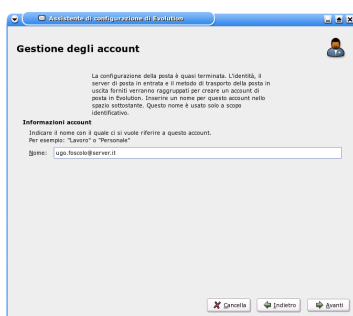 Assistente di configurazione di Evolution
Gestione degli account
La configurazione della posta è quasi terminata. L'identità, il
server di posta in entrata e il metodo di trasporto della posta in
uscita forniti verranno raggruppati per creare un account di
posta in Evolution. Inserire un nome per questo account nello
spazio sottostante. Questo nome è usato solo a scopo
identificativo.
Informazioni account
Indicare il nome con il quale ci si vuole riferire a questo account.
Per esempio: "Lavoro" o "Personale"
Nome: ugo.foscolo@server.it
Cancella Indietro Avanti